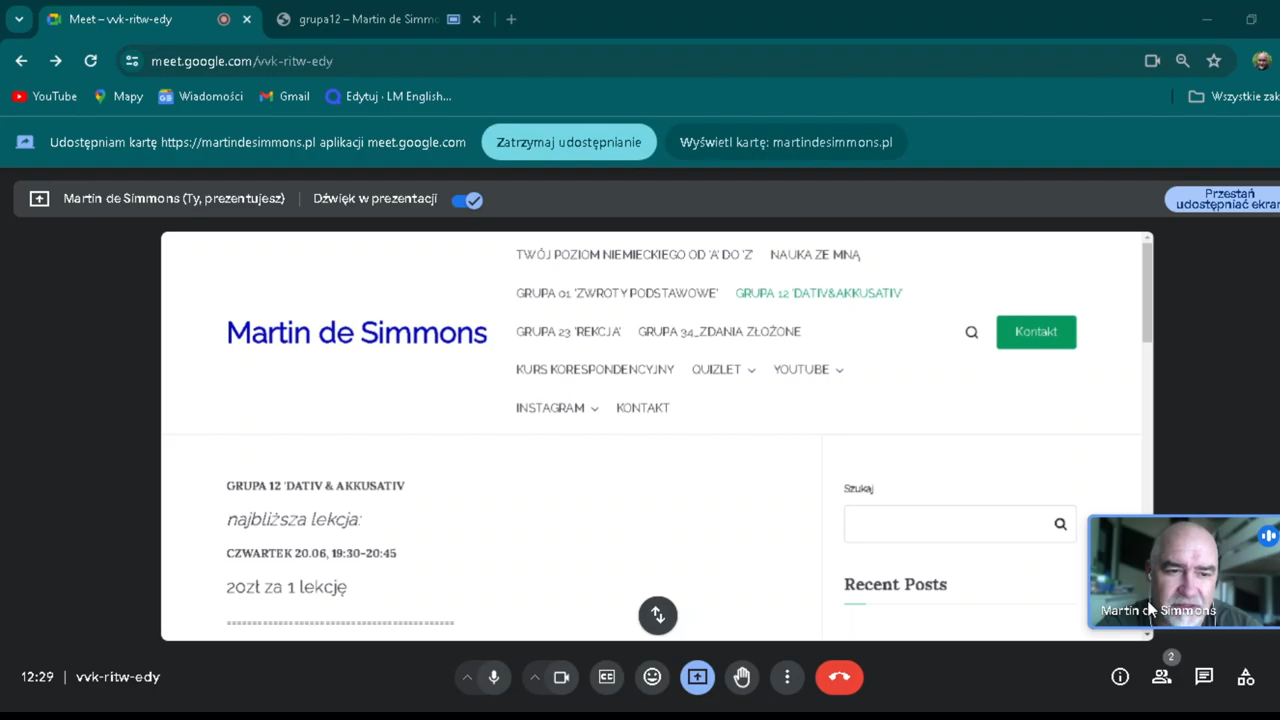 Meet – vvk-ritw-edy
grupa12 – Martin de Simmo
meet.google.com/vvk-ritw-edy
YouTube
Mapy
Wiadomości
Gmail
Edytuj · LM English...
Wszystkie zak
Udostępniam kartę https://martindesimmons.pl aplikacji meet.google.com
Zatrzymaj udostępnianie
Wyświetl kartę: martindesimmons.pl
Martin de Simmons (Ty, prezentujesz)
Dźwięk w prezentacji
Przestań
udostępniać ekran
TWÓJ POZIOM NIEMIECKIEGO OD 'A' DO 'Z'
NAUKA ZE MNĄ
GRUPA 01 'ZWROTY PODSTAWOWE'
GRUPA 12 'DATIV&AKKUSATIV'
Martin de Simmons
GRUPA 23 'REKCJA'
GRUPA 34_ZDANIA ZŁOŻONE
Kontakt
KURS KORESPONDENCYJNY
QUIZLET
YOUTUBE
INSTAGRAM
KONTAKT
GRUPA 12 'DATIV & AKKUSATIV
najbliższa lekcja:
CZWARTEK 20.06, 19:30-20:45
20zł za 1 lekcję
==========================================
Szukaj
Recent Posts
Martin de Simmons
12:29 | vvk-ritw-edy
CC
2